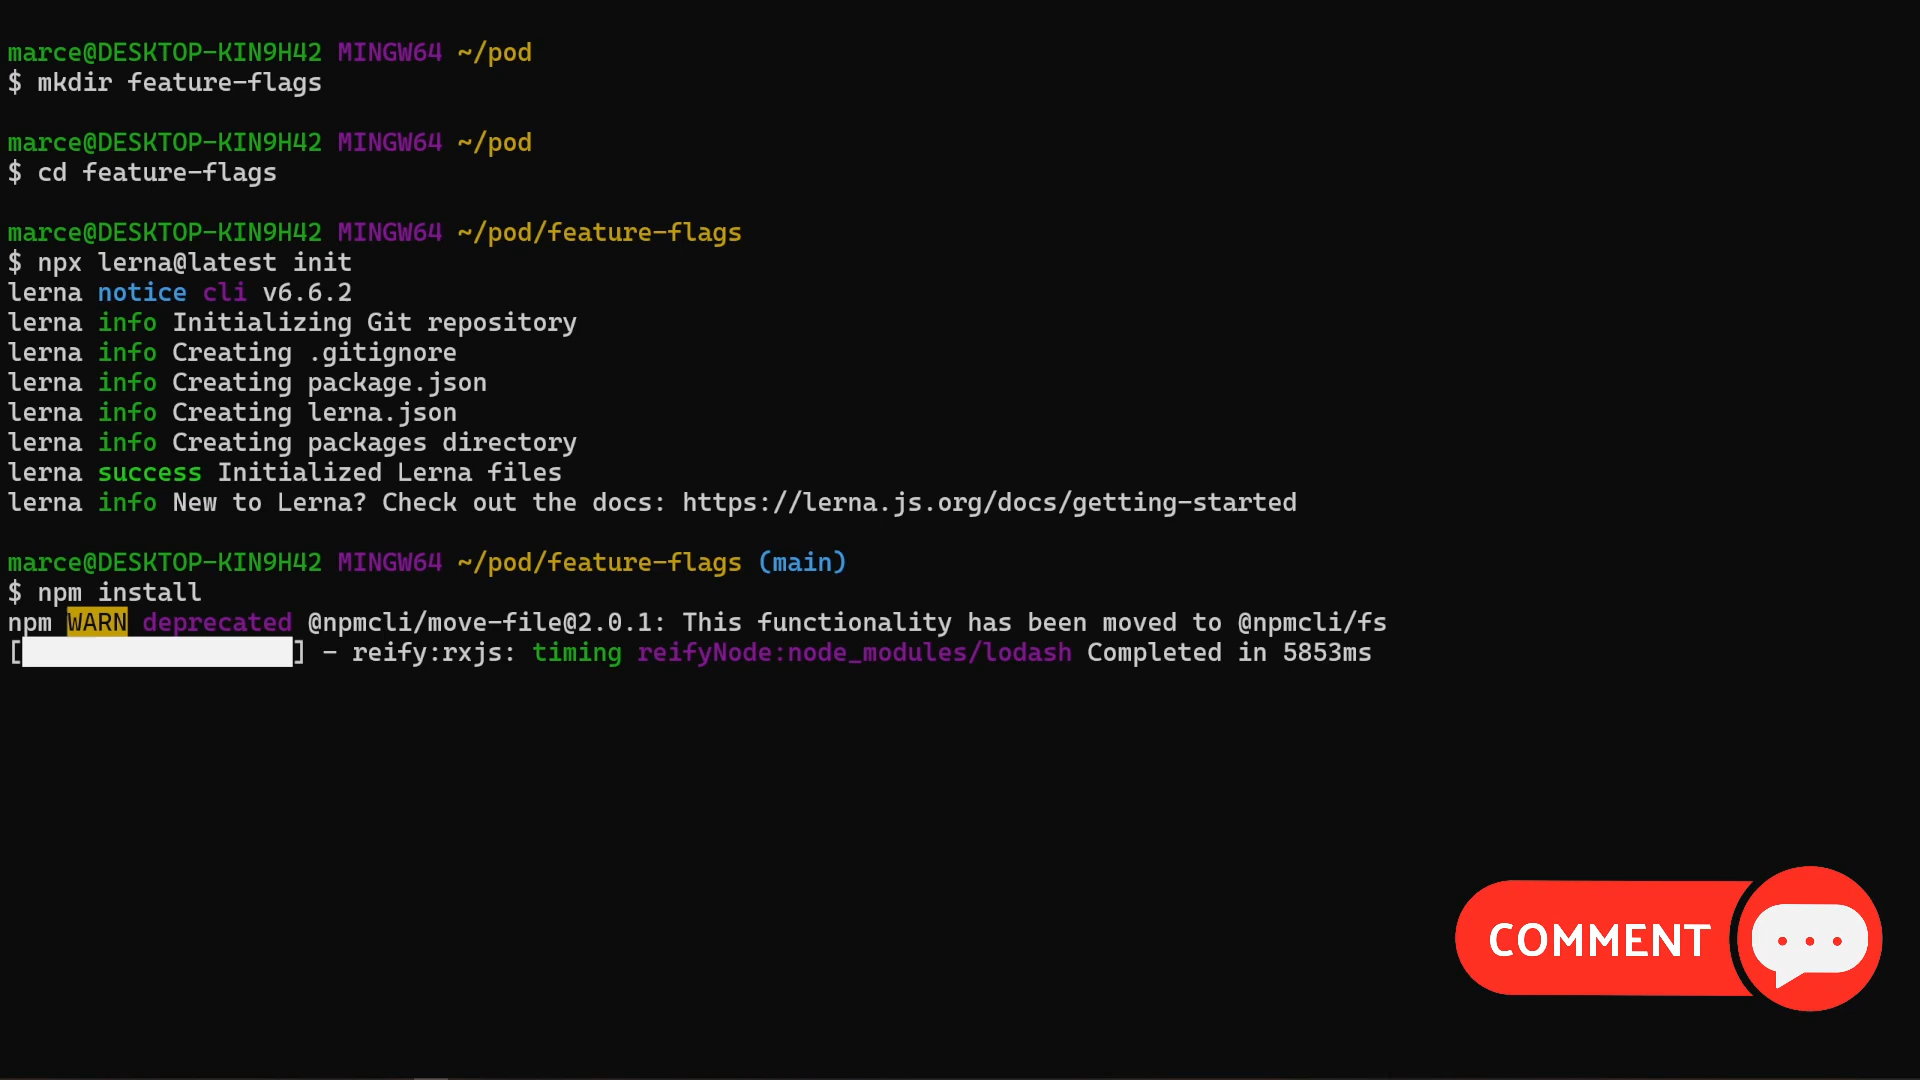 marce@DESKTOP-KIN9H42 MINGW64 ~/pod
$ mkdir feature-flags
marce@DESKTOP-KIN9H42 MINGW64 ~/pod
$ cd feature-flags
marce@DESKTOP-KIN9H42 MINGW64 ~/pod/feature-flags
$ npx lerna@latest init
lerna notice cli v6.6.2
lerna info Initializing Git repository
lerna info Creating .gitignore
lerna info Creating package.json
lerna info Creating lerna.json
lerna info Creating packages directory
lerna success Initialized Lerna files
lerna info New to Lerna? Check out the docs: https://lerna.js.org/docs/getting-started
marce@DESKTOP-KIN9H42 MINGW64 ~/pod/feature-flags (main)
$ npm install
npm WARN deprecated @npmcli/move-file@2.0.1: This functionality has been moved to @npmcli/fs
[                  ] - reify:rxjs: timing reifyNode:node_modules/lodash Completed in 5853ms
COMMENT